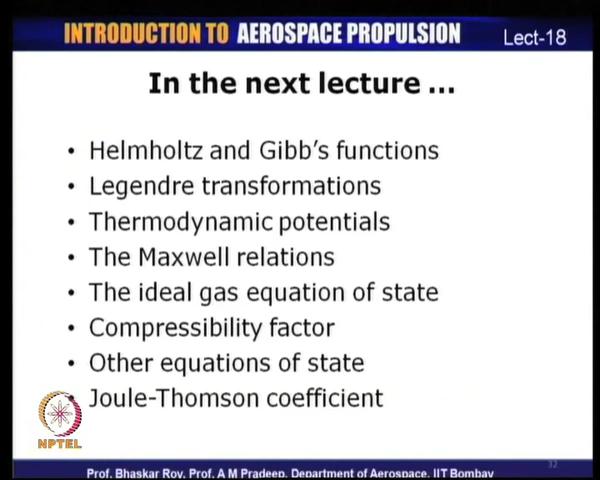 INTRODUCTION TO AEROSPACE PROPULSION
Lect-18
In the next lecture ...
• Helmholtz and Gibb's functions
• Legendre transformations
• Thermodynamic potentials
• The Maxwell relations
• The ideal gas equation of state
• Compressibility factor
• Other equations of state
• Joule-Thomson coefficient
NPTEL
32
Prof. Bhaskar Roy, Prof. A M Pradeep, Department of Aerospace, IIT Bombay